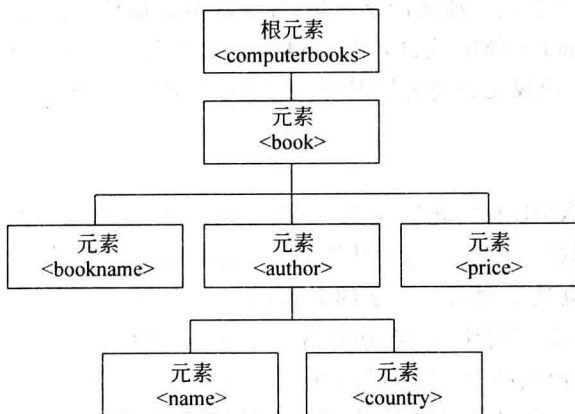 根元素
<computerbooks>
元素
<book>
元素
<bookname>
元素
<author>
元素
<price>
元素
<name>
元素
<country>